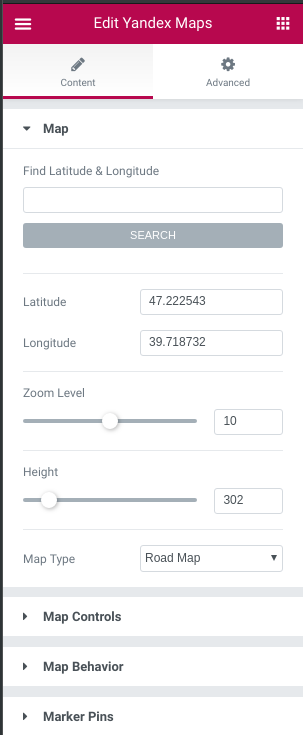 Edit Yandex Maps
Content
Advanced
Map
Find Latitude & Longitude
SEARCH
Latitude
47.222543
Longitude
39.718732
Zoom Level
10
Height
302
Map Type
Road Map
Map Controls
Map Behavior
Marker Pins